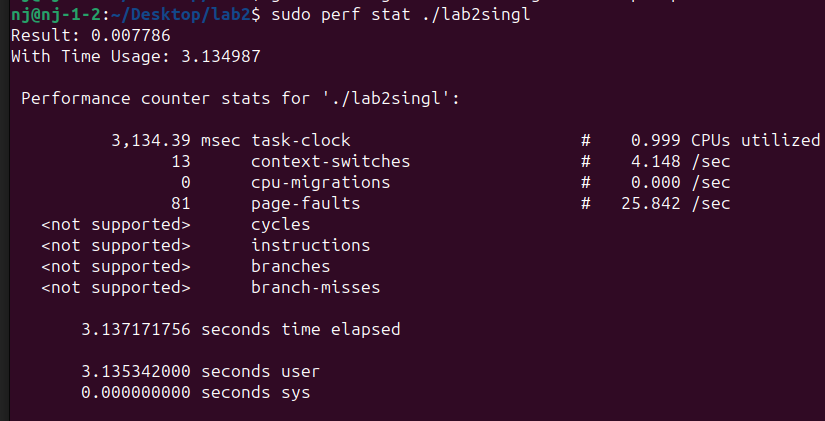 nj@nj-1-2:~/Desktop/lab2$ sudo perf stat ./lab2singl
Result: 0.007786
With Time Usage: 3.134987
Performance counter stats for './lab2singl':
3,134.39 msec task-clock # 0.999 CPUs utilized
13 context-switches # 4.148 /sec
0 cpu-migrations # 0.000 /sec
81 page-faults # 25.842 /sec
<not supported> cycles
<not supported> instructions
<not supported> branches
<not supported> branch-misses
3.137171756 seconds time elapsed
3.135342000 seconds user
0.000000000 seconds sys